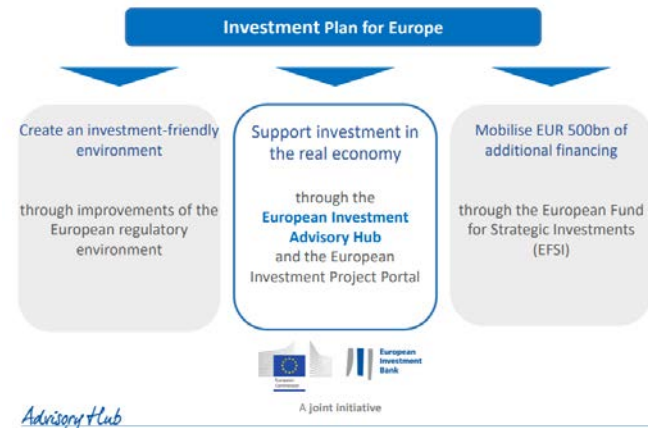 Investment Plan for Europe
Create an investment-friendly
environment
through improvements of the
European regulatory
environment
Support investment in
the real economy
through the
European Investment
Advisory Hub
and the European
Investment Project Portal
Mobilise EUR 500bn of
additional financing
through the European Fund
for Strategic Investments
(EFSI)
European
Commission
European
Investment
Bank
A joint initiative
Advisory Hub